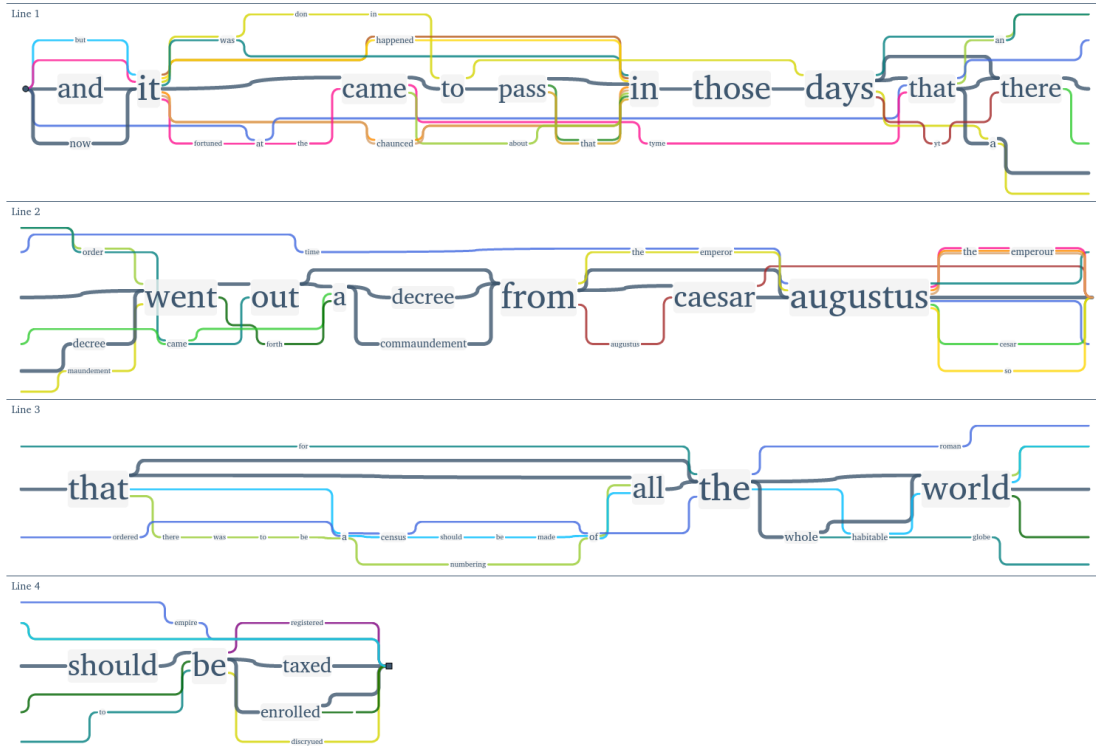 Line 1
don in
but was happened an
and it came to pass in those days that there
now fortuned at the chaunced about that tyme yt a
Line 2
order time the emperor the emperour
went out a decree from caesar augustus
decree came forth commaundement augustus cesar
maundement so
Line 3
for roman
that all the world
ordered there was to be a census should be made of whole habitable globe
numbering
Line 4
empire registered
should be taxed
to enrolled
discryued